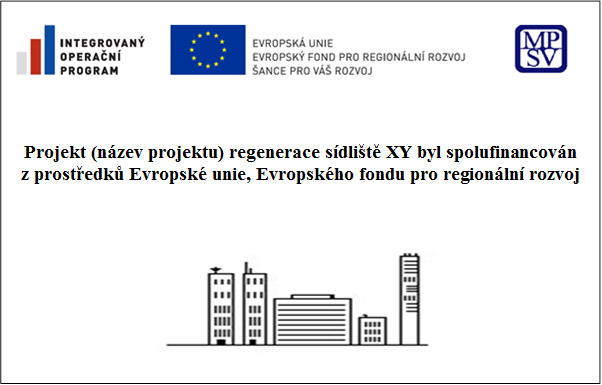 INTEGROVANÝ
OPERAČNÍ
PROGRAM
EVROPSKÁ UNIE
EVROPSKÝ FOND PRO REGIONÁLNÍ ROZVOJ
ŠANCE PRO VÁŠ ROZVOJ
MP
SV
Projekt (název projektu) regenerace sídliště XY byl spolufinancován
z prostředků Evropské unie, Evropského fondu pro regionální rozvoj